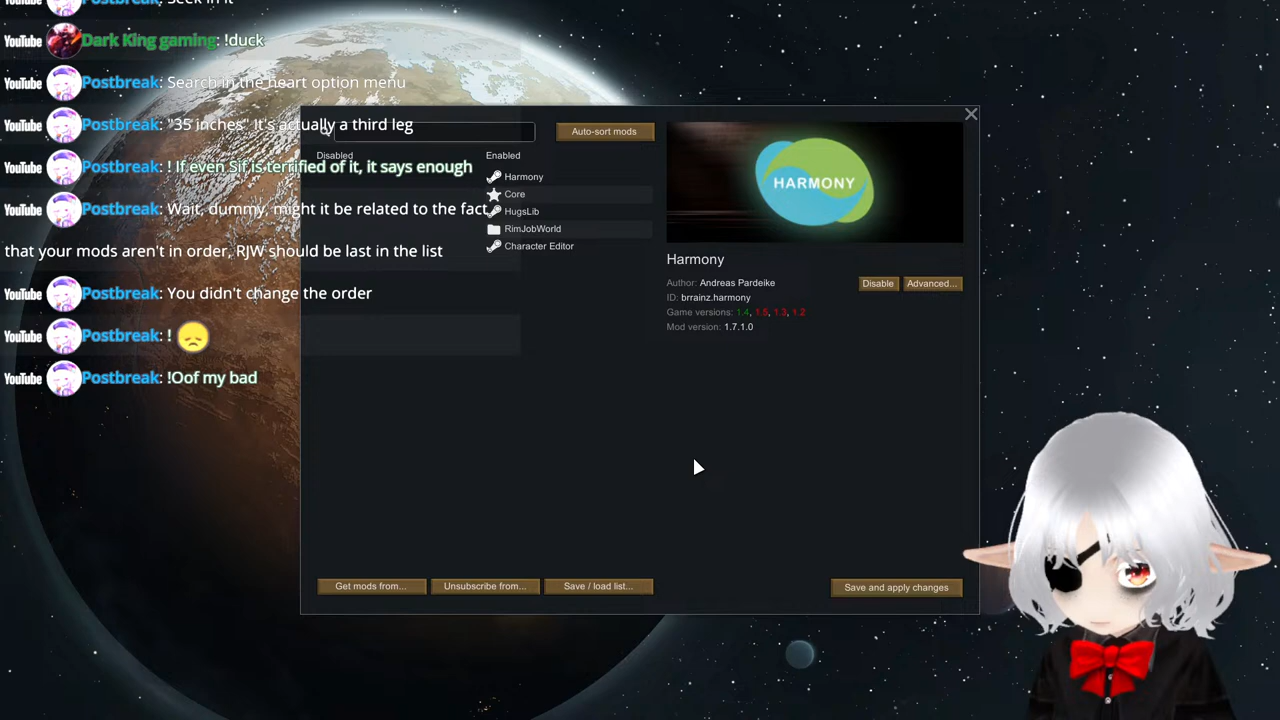 YouTube Postbreak: Seek in it
YouTube Dark King gaming: !duck
YouTube Postbreak: Search in the heart option menu
YouTube Postbreak: "35 inches" It's actually a third leg
YouTube Postbreak: ! If even Sif is terrified of it, it says enough
YouTube Postbreak: Wait, dummy, might it be related to the fact
that your mods aren't in order, RJW should be last in the list
YouTube Postbreak: You didn't change the order
YouTube Postbreak: ! 😞
YouTube Postbreak: !Oof my bad
Auto-sort mods
Disabled
Enabled
Harmony
Core
HugsLib
RimJobWorld
Character Editor
HARMONY
Harmony
Author: Andreas Pardeike
ID: brrainz.harmony
Game versions: 1.4, 1.5, 1.3, 1.2
Mod version: 1.7.1.0
Disable
Advanced...
Get mods from...
Unsubscribe from...
Save / load list...
Save and apply changes